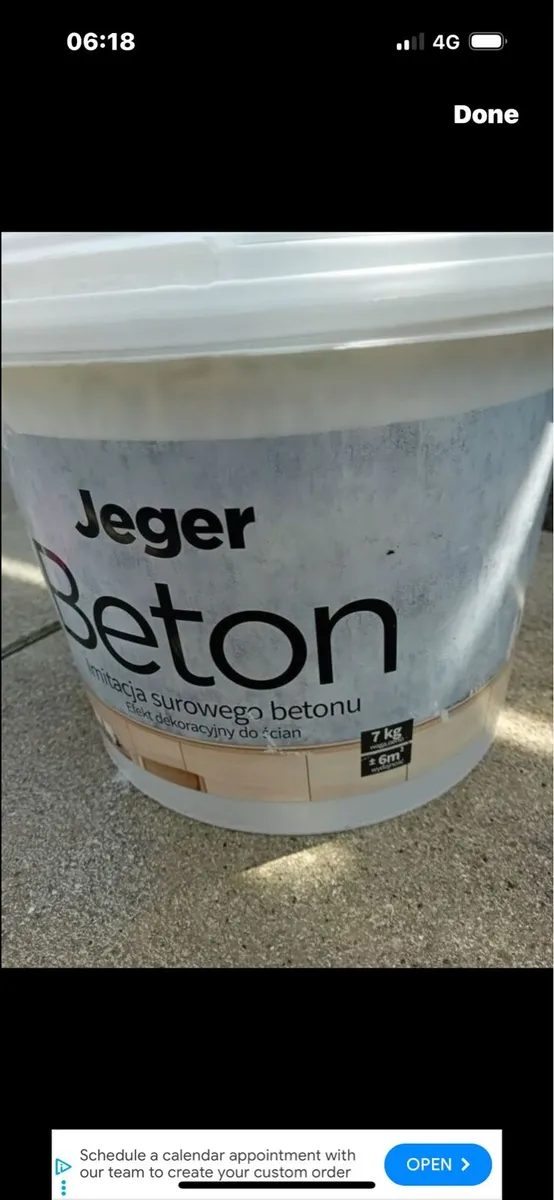 06:18
4G
Done
Jeger
Beton
imitacja surowego betonu
Efekt dekoracyjny do ścian
7 kg
± 6m²
wydajność
Schedule a calendar appointment with
our team to create your custom order
OPEN